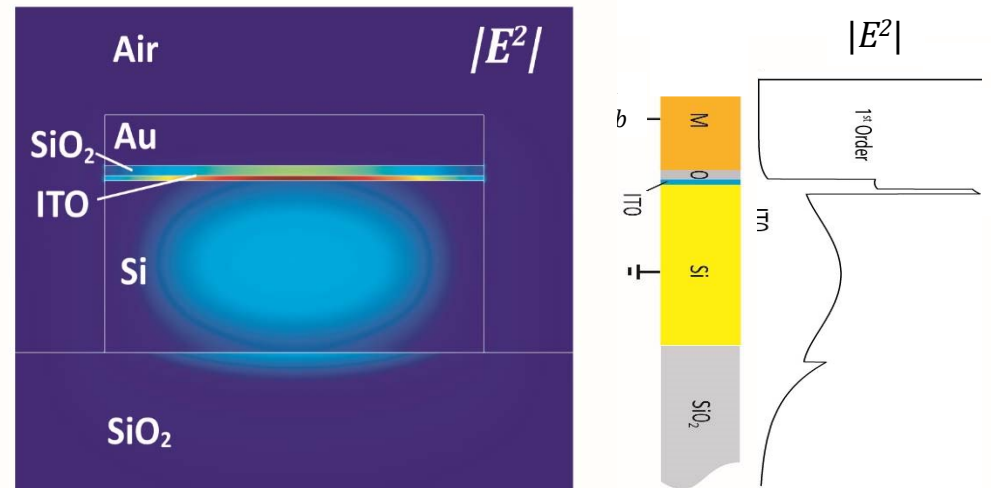 Air
|E²|
Au
SiO₂
ITO
Si
SiO₂
|E²|
b
M
O
ITO
ITO
Si
SiO₂
1st Order